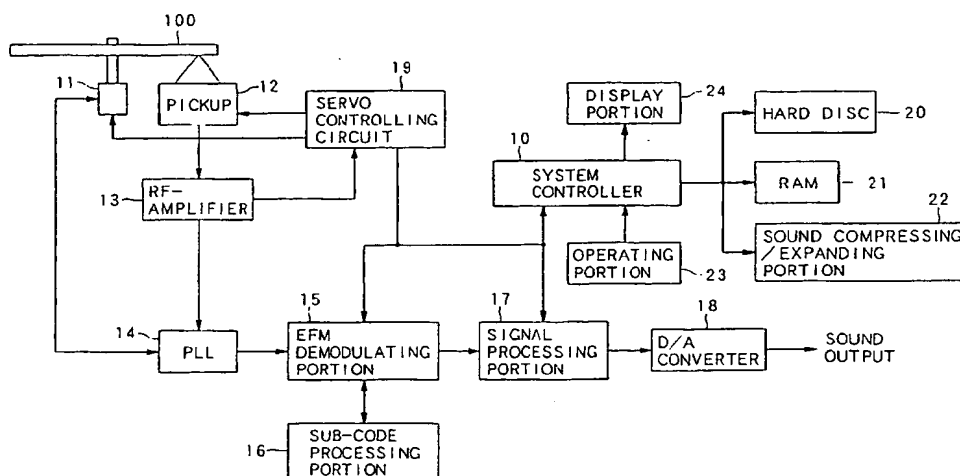 100
11
PICKUP
12
SERVO
CONTROLLING
CIRCUIT
19
DISPLAY
PORTION
24
HARD DISC
20
10
SYSTEM
CONTROLLER
RAM
21
13
RF-
AMPLIFIER
22
SOUND COMPRESSING
/EXPANDING
PORTION
OPERATING
PORTION
23
14
PLL
15
EFM
DEMODULATING
PORTION
17
SIGNAL
PROCESSING
PORTION
18
D/A
CONVERTER
SOUND
OUTPUT
16
SUB-CODE
PROCESSING
PORTION